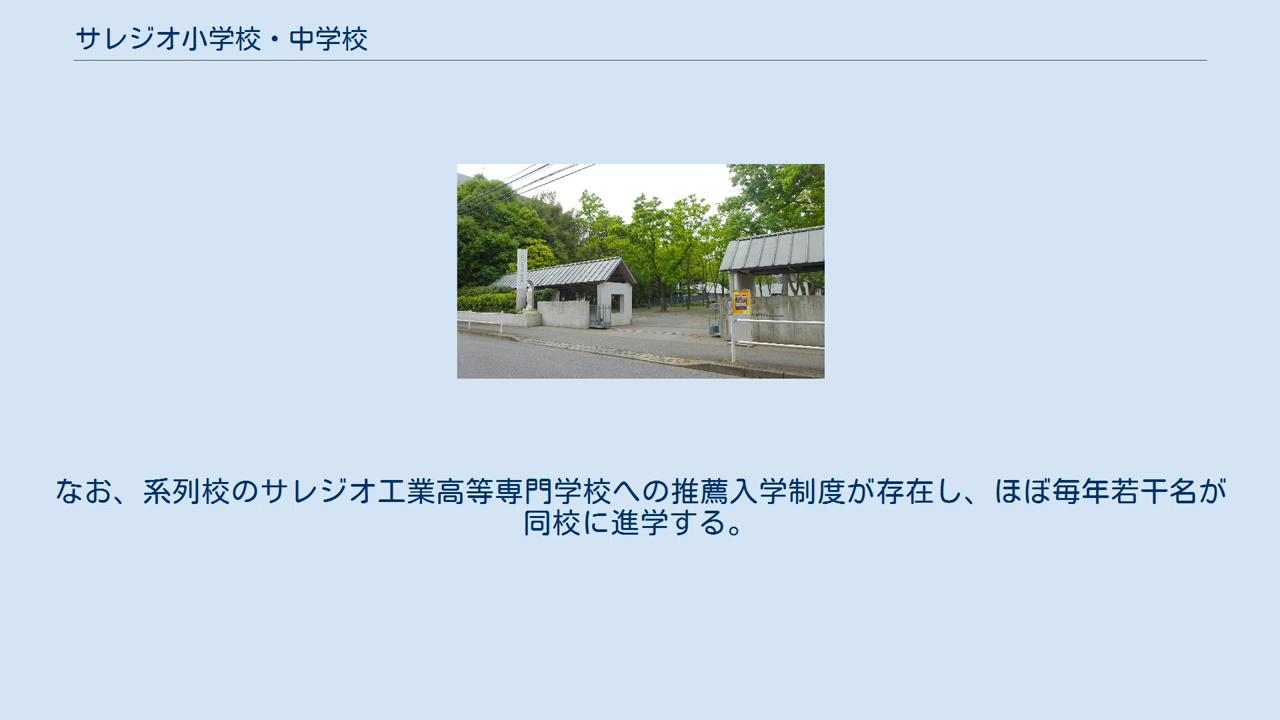 サレジオ小学校・中学校
なお、系列校のサレジオ工業高等専門学校への推薦入学制度が存在し、ほぼ毎年若干名が
同校に進学する。